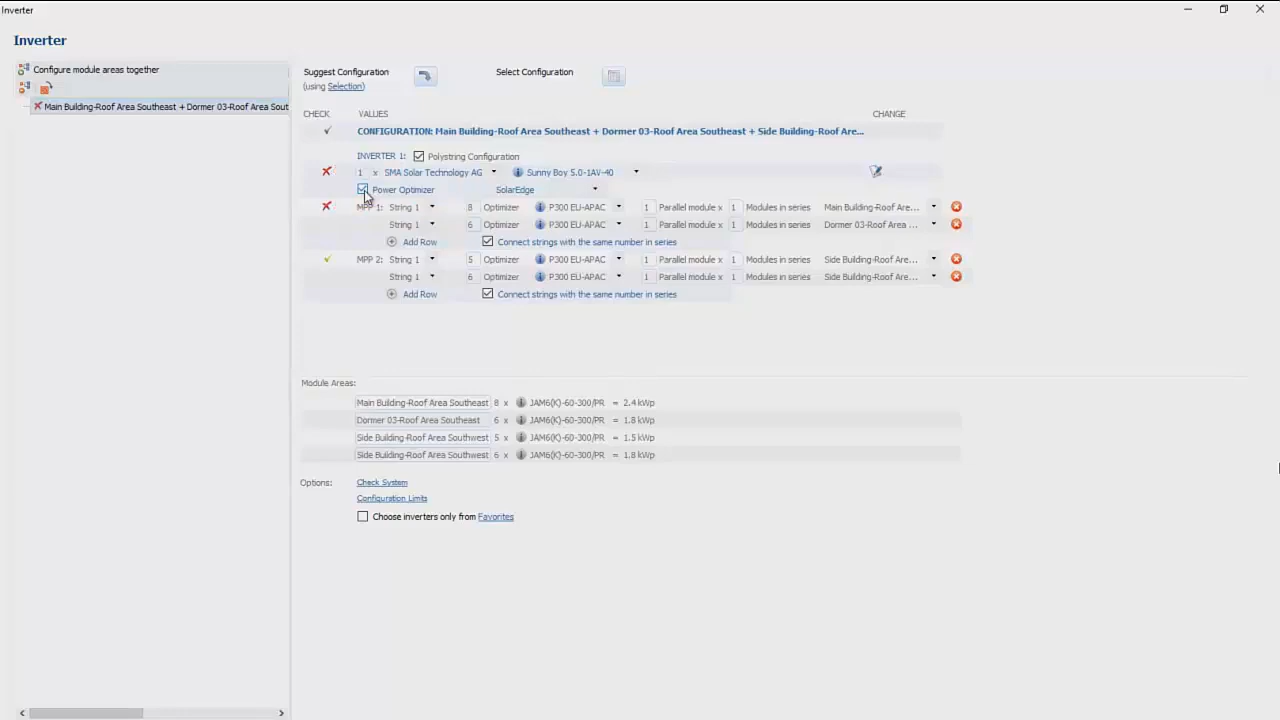 Inverter
Inverter
Configure module areas together
Main Building-Roof Area Southeast + Dormer 03-Roof Area Sout
Suggest Configuration
(using Selection)
Select Configuration
CHECK VALUES CHANGE
CONFIGURATION: Main Building-Roof Area Southeast + Dormer 03-Roof Area Southeast + Side Building-Roof Are...
INVERTER 1: Polystring Configuration
1 x SMA Solar Technology AG Sunny Boy 5.0-1AV-40
Power Optimizer SolarEdge
MPP 1: String 1 8 Optimizer P300 EU-APAC 1 Parallel module x 1 Modules in series Main Building-Roof Are...
String 1 6 Optimizer P300 EU-APAC 1 Parallel module x 1 Modules in series Dormer 03-Roof Area ...
Add Row Connect strings with the same number in series
MPP 2: String 1 5 Optimizer P300 EU-APAC 1 Parallel module x 1 Modules in series Side Building-Roof Are...
String 1 6 Optimizer P300 EU-APAC 1 Parallel module x 1 Modules in series Side Building-Roof Are...
Add Row Connect strings with the same number in series
Module Areas:
Main Building-Roof Area Southeast 8 x JAM6(K)-60-300/PR = 2.4 kWp
Dormer 03-Roof Area Southeast 6 x JAM6(K)-60-300/PR = 1.8 kWp
Side Building-Roof Area Southwest 5 x JAM6(K)-60-300/PR = 1.5 kWp
Side Building-Roof Area Southwest 6 x JAM6(K)-60-300/PR = 1.8 kWp
Options: Check System
Configuration Limits
Choose inverters only from Favorites